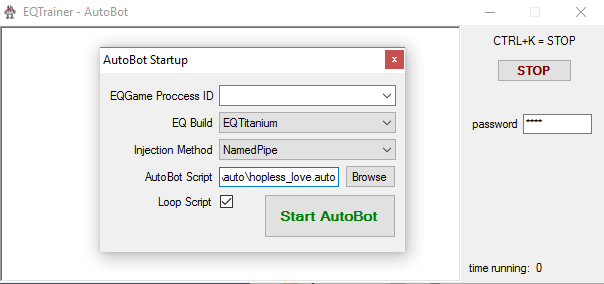 EQTrainer - AutoBot
CTRL+K = STOP
STOP
password ****
AutoBot Startup x
EQGame Proccess ID
EQ Build EQTitanium
Injection Method NamedPipe
AutoBot Script \auto\hopless_love.auto Browse
Loop Script
Start AutoBot
time running: 0